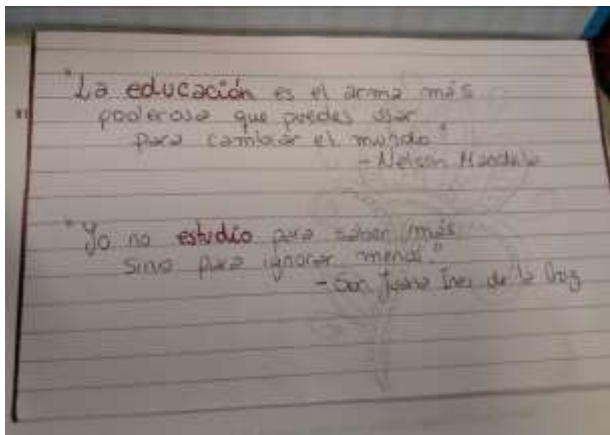 "La educación es el arma más
poderosa que puedes usar
para cambiar el mundo"
- Nelson Mandela
"Yo no estudio para saber más
sino para ignorar menos."
- Sor Juana Ines de la Cruz